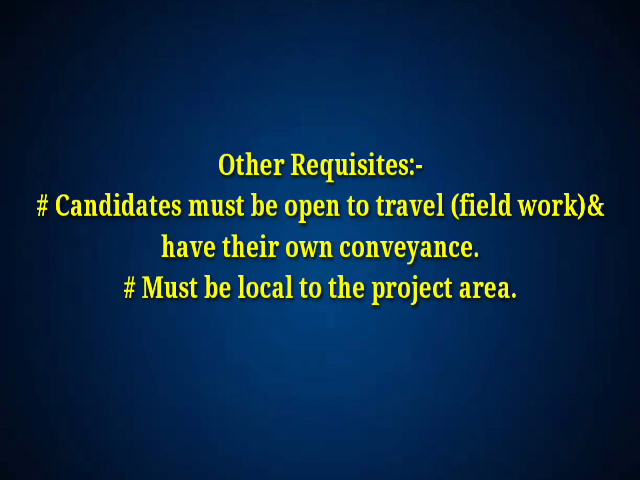 Other Requisites:-
# Candidates must be open to travel (field work)&
have their own conveyance.
# Must be local to the project area.